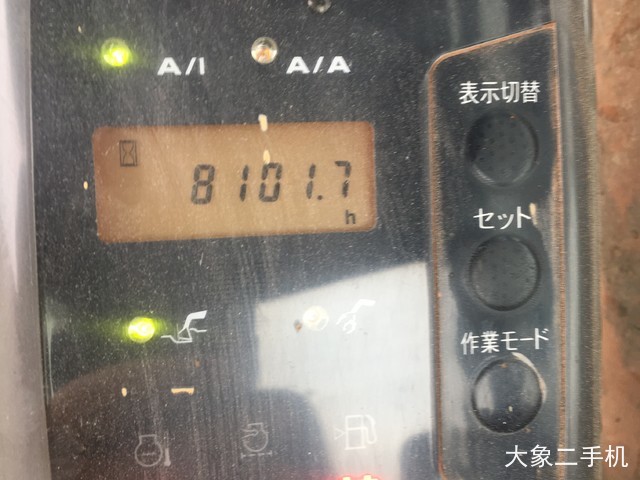 A/I
A/A
表示切替
8101.7
h
セット
作業モード
大象二手机